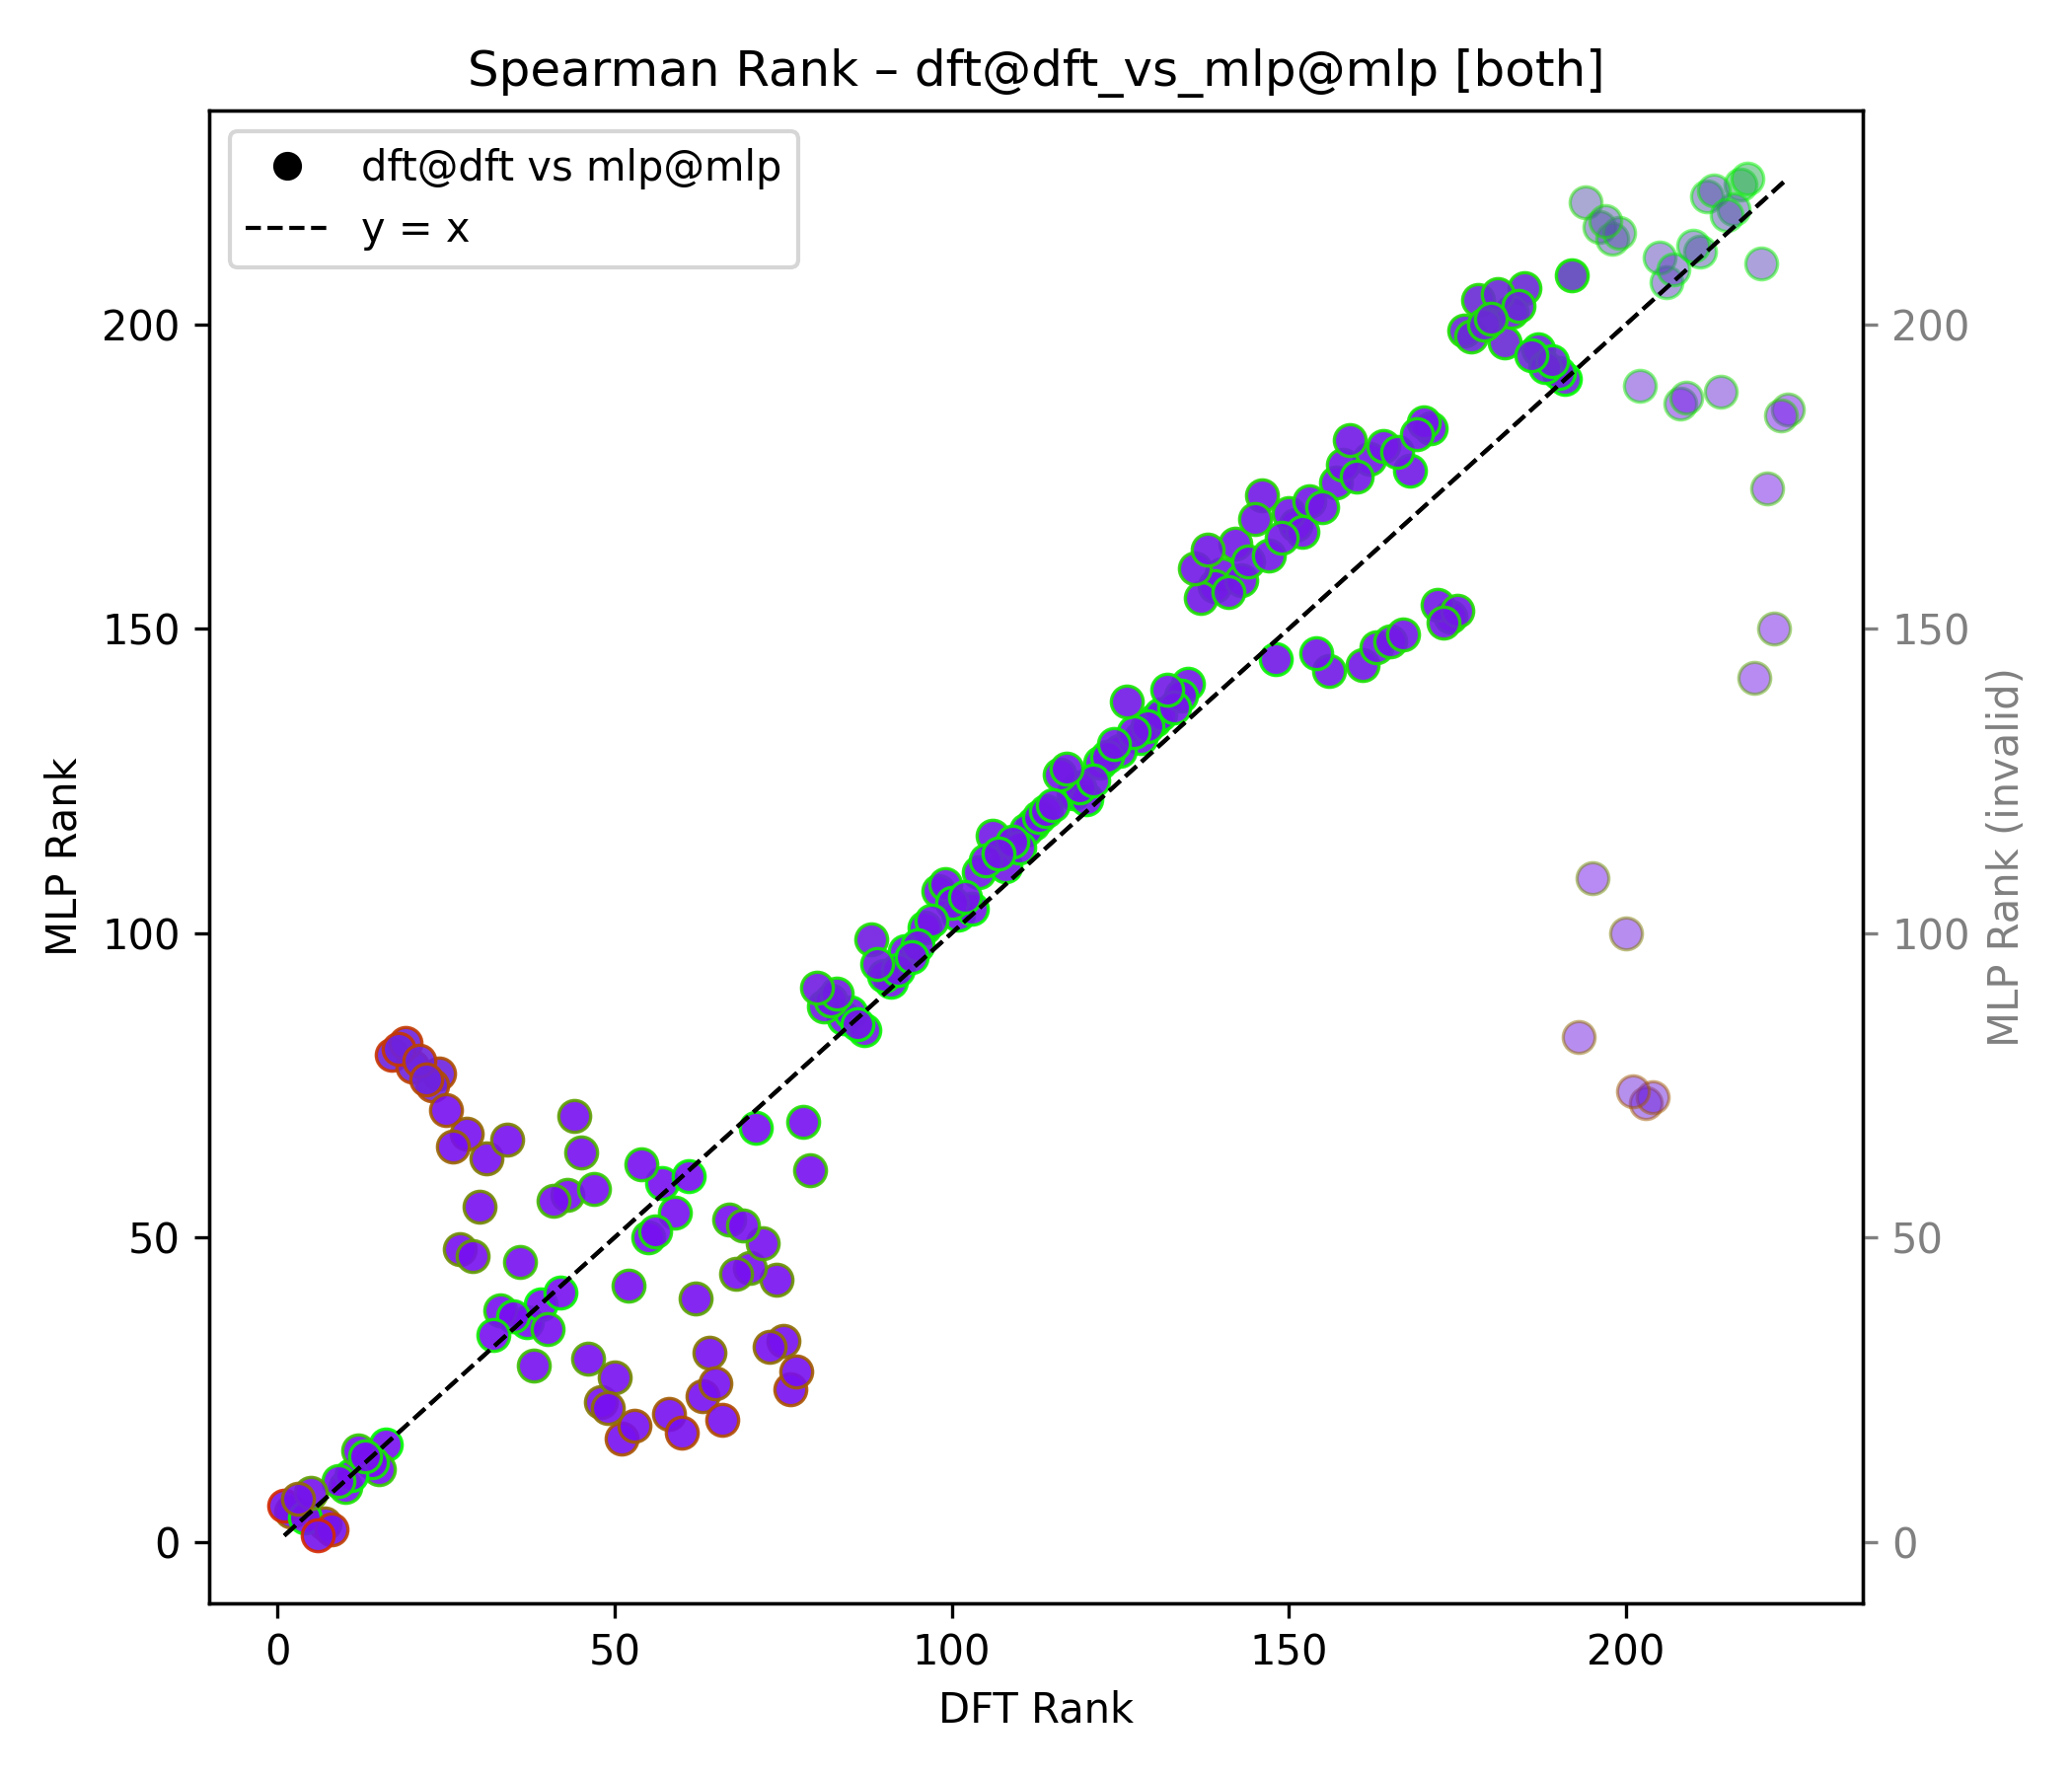 Spearman Rank – dft@dft_vs_mlp@mlp [both]
dft@dft vs mlp@mlp
y = x
MLP Rank
200
150
100
50
0
200
150
100
50
0
MLP Rank (invalid)
0
50
100
150
200
DFT Rank